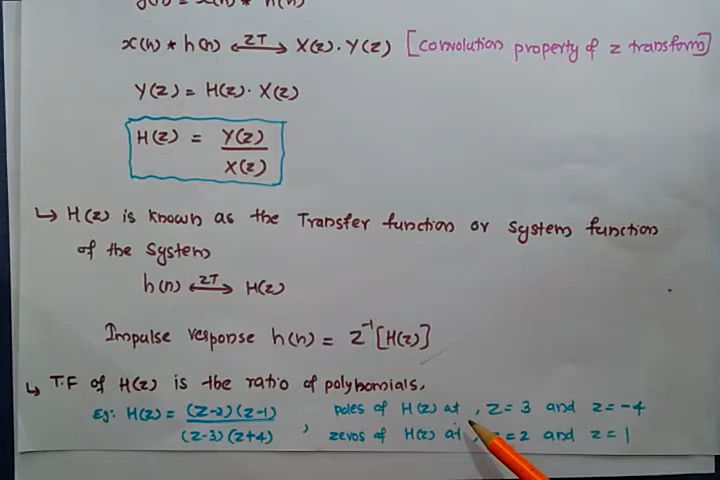 x(n) * h(n) ⟷ZT X(z). Y(z) [convolution property of z transform]
Y(z) = H(z). X(z)
H(z) = Y(z)
X(z)
↳ H(z) is known as the Transfer function or system function
of the system
h(n) ⟷ZT H(z)
Impulse response h(n) = Z⁻¹[H(z)]
↳ T.F of H(z) is the ratio of polynomials,
Eg: H(z) = (z-2)(z-1) poles of H(z) at , z = 3 and z = -4
(z-3)(z+4) , zeros of H(z) at , = 2 and z = 1